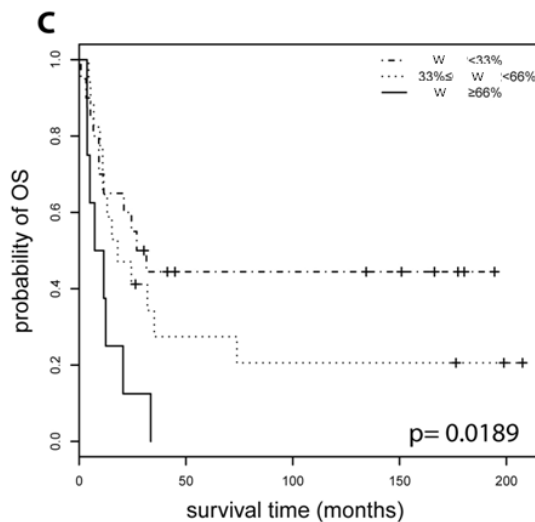 C
W <33%
33%≤ W <66%
W ≥66%
probability of OS
1.0
0.8
0.6
0.4
0.2
0.0
p= 0.0189
0 50 100 150 200
survival time (months)